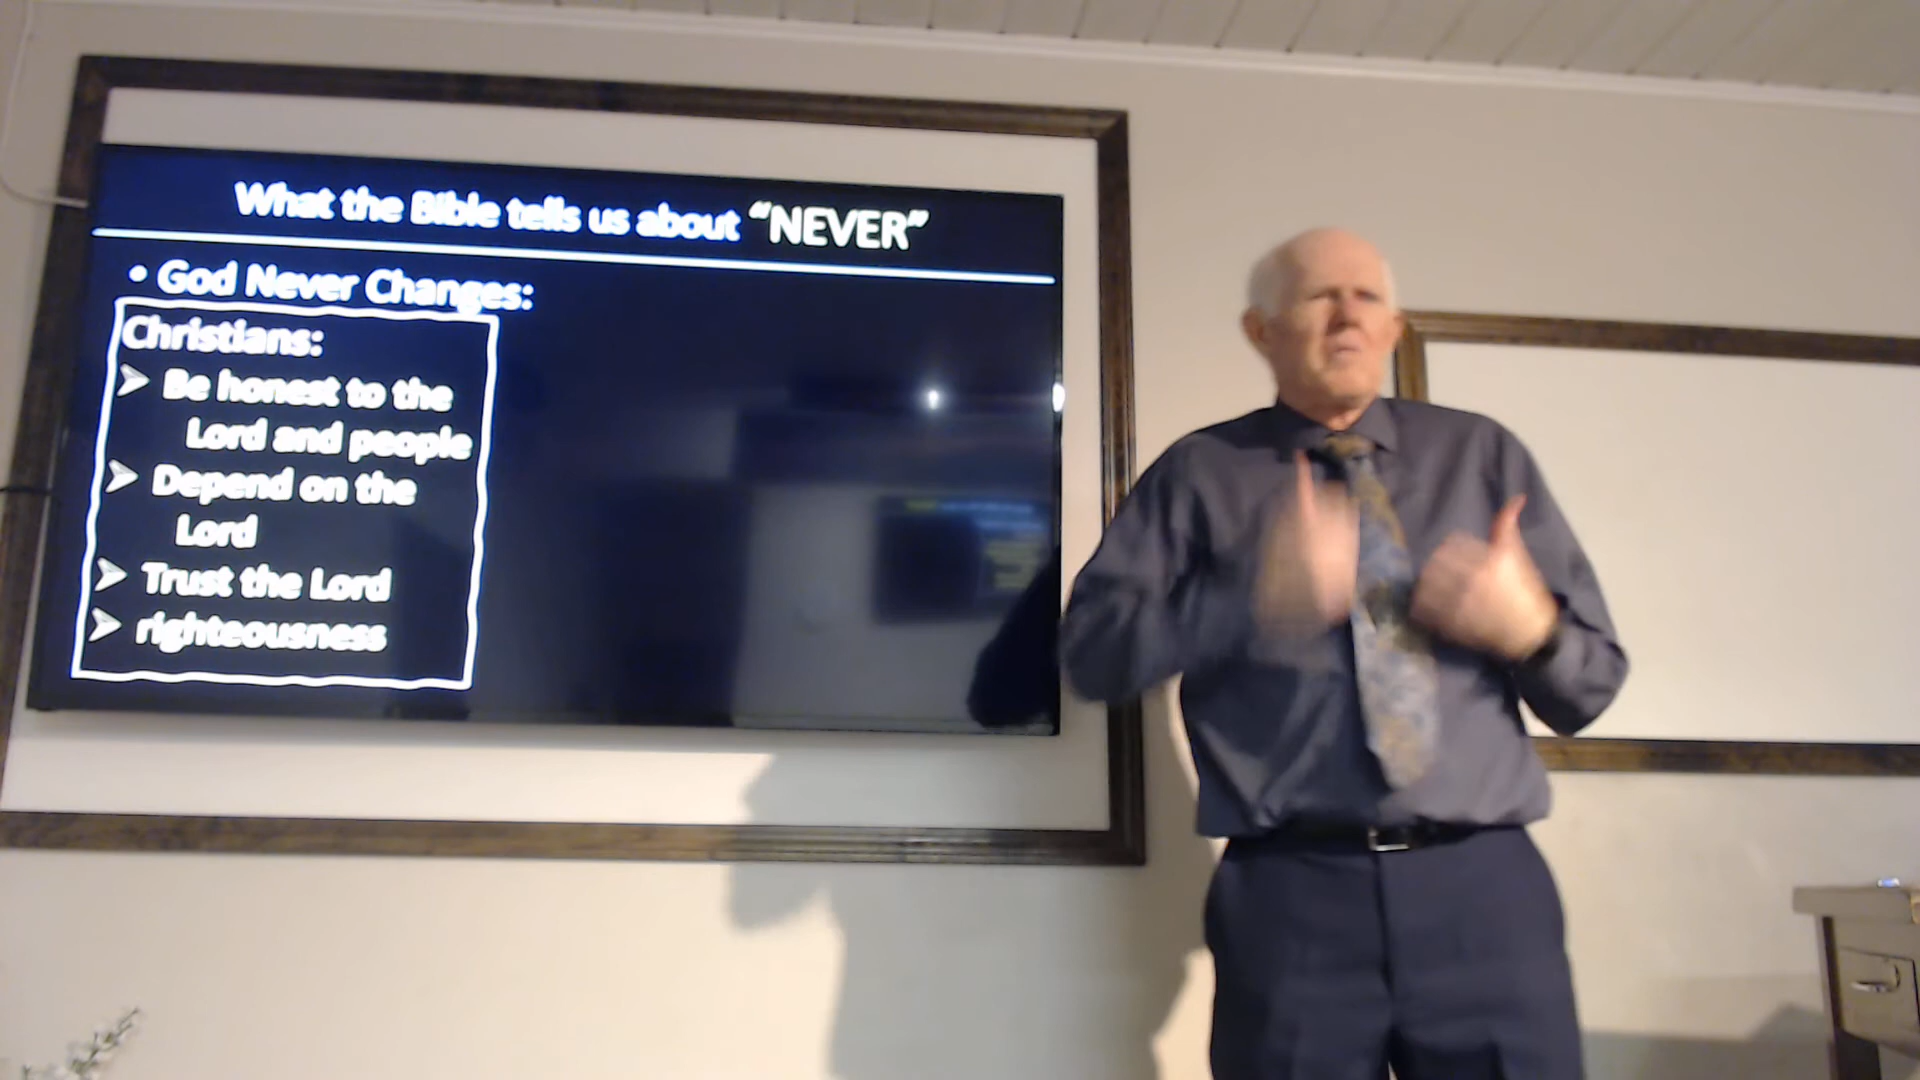 What the Bible tells us about “NEVER”
• God Never Changes:
Christians:
➢ Be honest to the
Lord and people
➢ Depend on the
Lord
➢ Trust the Lord
➢ righteousness